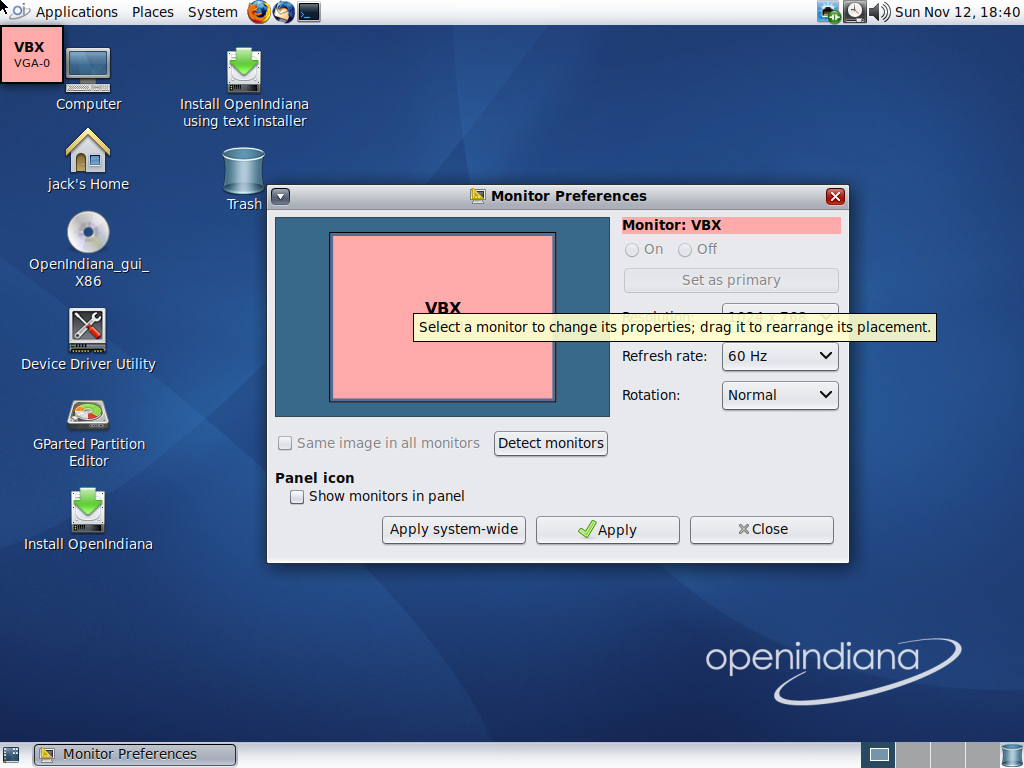 Applications Places System
Sun Nov 12, 18:40
VBX
VGA-0
Computer
Install OpenIndiana
using text installer
jack's Home
Trash
OpenIndiana_gui_
X86
Device Driver Utility
GParted Partition
Editor
Install OpenIndiana
Monitor Preferences
VBX
Monitor: VBX
On Off
Set as primary
Select a monitor to change its properties; drag it to rearrange its placement.
Refresh rate: 60 Hz
Rotation: Normal
Same image in all monitors Detect monitors
Panel icon
Show monitors in panel
Apply system-wide Apply Close
openindiana
Monitor Preferences